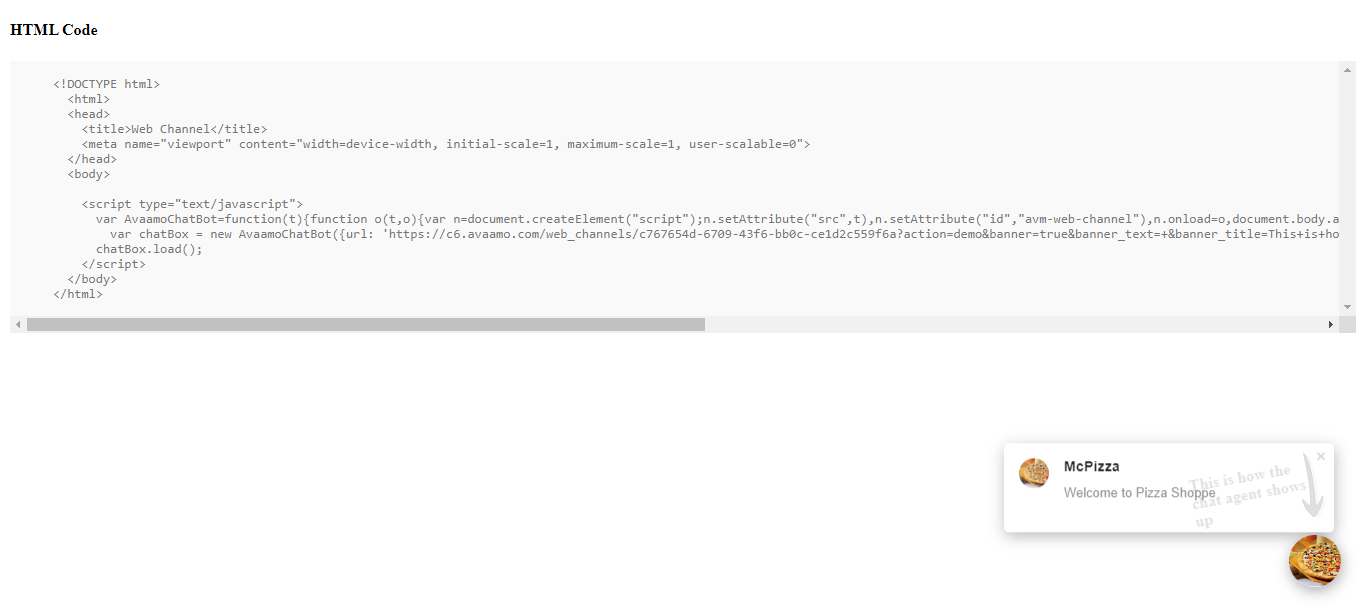 HTML Code
<!DOCTYPE html>
<html>
<head>
<title>Web Channel</title>
<meta name="viewport" content="width=device-width, initial-scale=1, maximum-scale=1, user-scalable=0">
</head>
<body>
<script type="text/javascript">
var AvaamoChatBot=function(t){function o(t,o){var n=document.createElement("script");n.setAttribute("src",t),n.setAttribute("id","avm-web-channel"),n.onload=o,document.body.a
var chatBox = new AvaamoChatBot({url: 'https://c6.avaamo.com/web_channels/c767654d-6709-43f6-bb0c-ce1d2c559f6a?action=demo&banner=true&banner_text=+&banner_title=This+is+ho
chatBox.load();
</script>
</body>
</html>
McPizza
Welcome to Pizza Shoppe
This is how the
chat agent shows
up